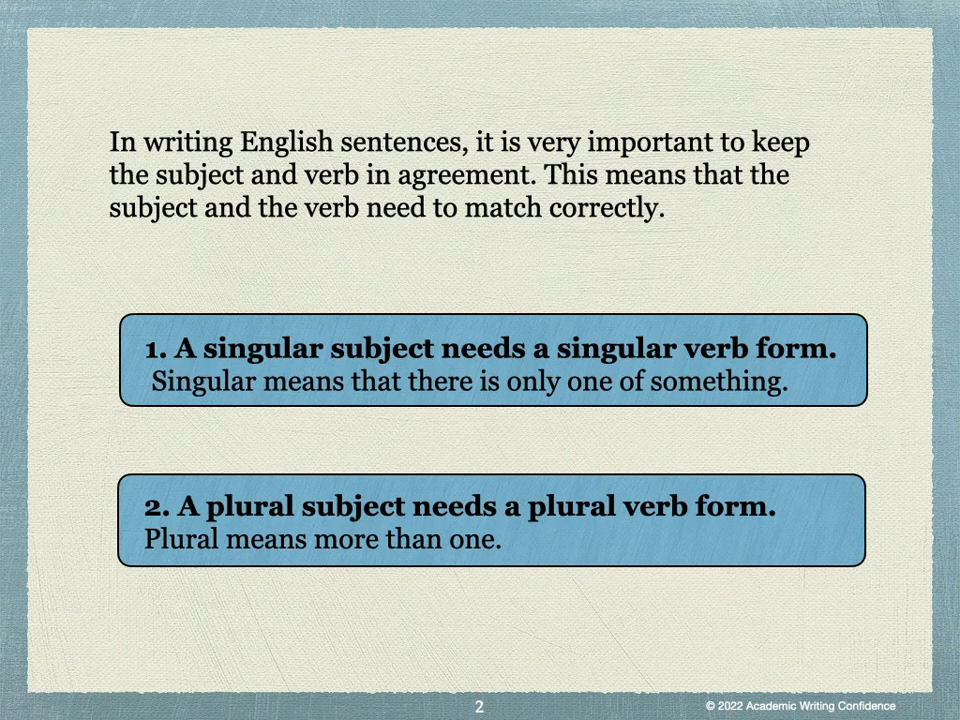 In writing English sentences, it is very important to keep
the subject and verb in agreement. This means that the
subject and the verb need to match correctly.
1. A singular subject needs a singular verb form.
Singular means that there is only one of something.
2. A plural subject needs a plural verb form.
Plural means more than one.
2
© 2022 Academic Writing Confidence